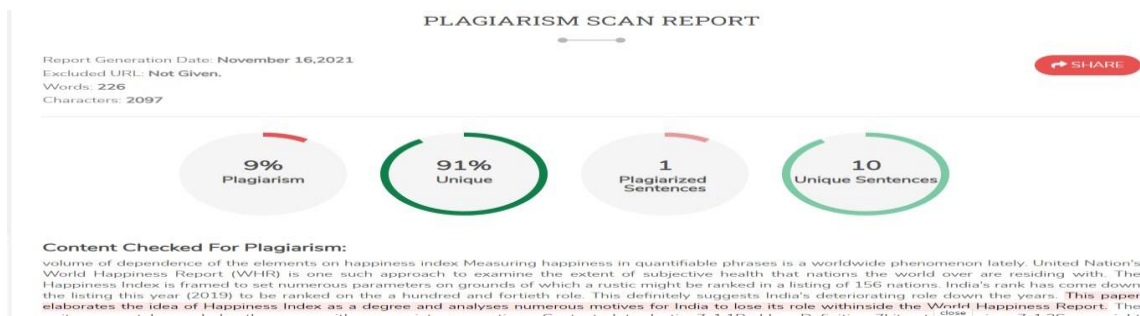 PLAGIARISM SCAN REPORT
Report Generation Date: November 16,2021
Excluded URL: Not Given.
Words: 226
Characters: 2097
SHARE
9%
Plagiarism
91%
Unique
1
Plagiarized
Sentences
10
Unique Sentences
Content Checked For Plagiarism:
volume of dependence of the elements on happiness index Measuring happiness in quantifiable phrases is a worldwide phenomenon lately. United Nation's
World Happiness Report (WHR) is one such approach to examine the extent of subjective health that nations the world over are residing with. The
Happiness Index is framed to set numerous parameters on grounds of which a rustic might be ranked in a listing of 156 nations. India's rank has come down
the listing this year (2019) to be ranked on the a hundred and fortieth role. This definitely suggests India's deteriorating role down the years. This paper
elaborates the idea of Happiness Index as a degree and analyses numerous motives for India to lose its role withinside the World Happiness Report. The
close